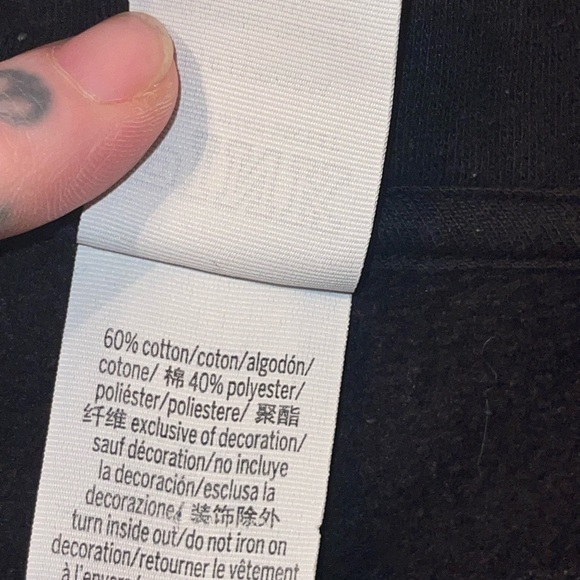 60% cotton/coton/algodón/
cotone/ 棉 40% polyester/
poliéster/poliestere/ 聚酯
纤维 exclusive of decoration/
sauf décoration/no incluye
la decoración/esclusa la
decorazione/ 装饰除外
turn inside out/do not iron on
decoration/retourner le vêtement
à l'envers/